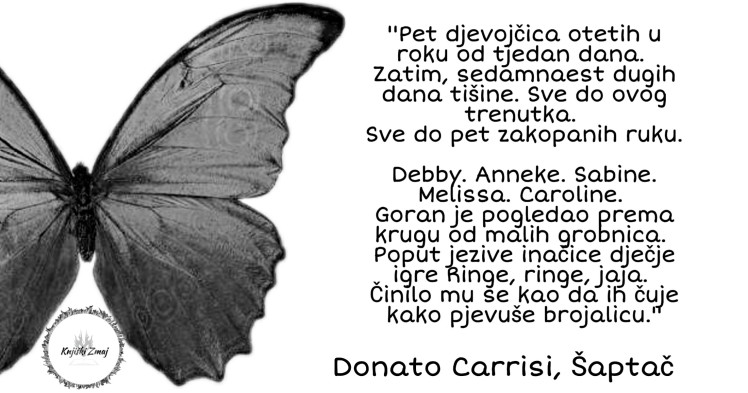 "Pet djevojčica otetih u
roku od tjedan dana.
Zatim, sedamnaest dugih
dana tišine. Sve do ovog
trenutka.
Sve do pet zakopanih ruku.
Debby. Anneke. Sabine.
Melissa. Caroline.
Goran je pogledao prema
krugu od malih grobnica.
Poput jezive inačice dječje
igre Ringe, ringe, jaja.
Činilo mu se kao da ih čuje
kako pjevuše brojalicu."
Donato Carrisi, Šaptač
Knjiški Zmaj